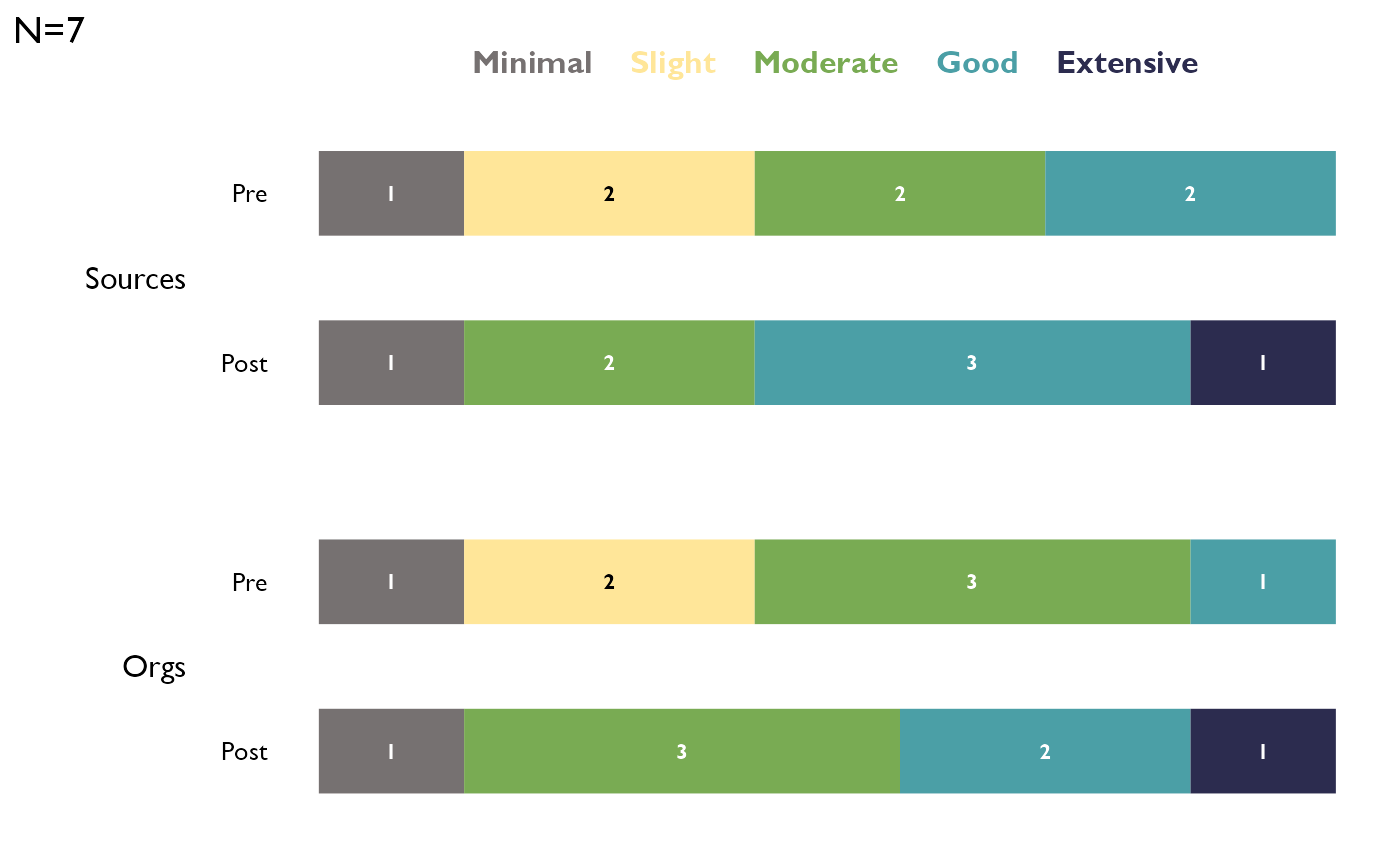 N=7
Minimal Slight Moderate Good Extensive
Pre 1 2 2 2
Sources
Post 1 2 3 1
Pre 1 2 3 1
Orgs
Post 1 3 2 1